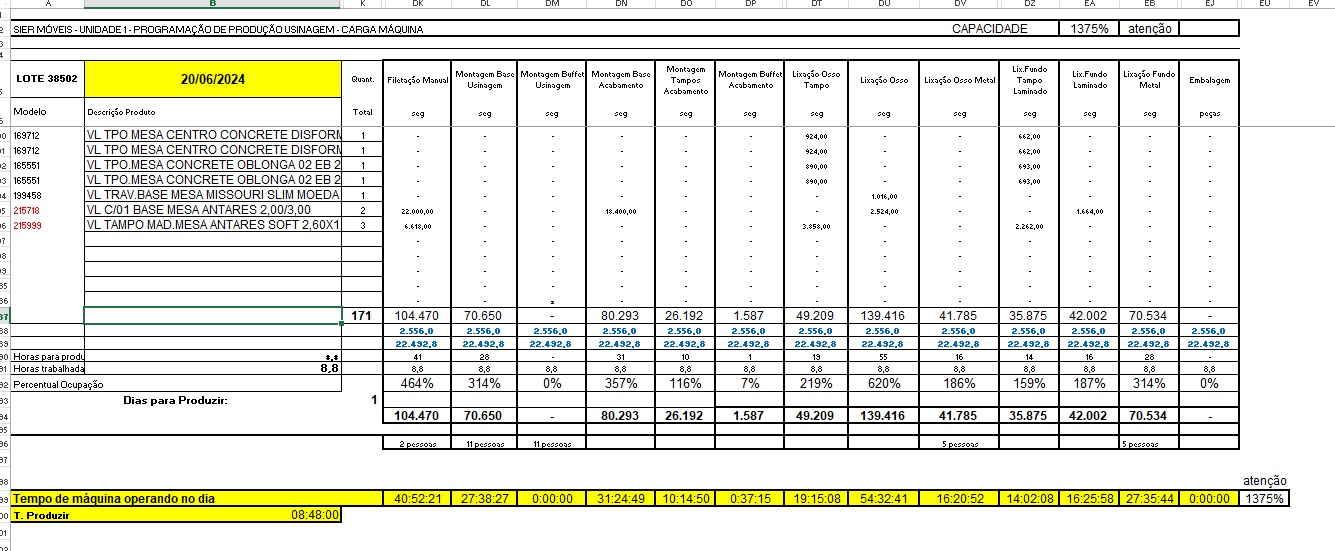 A B K DK DL DM DN DO DP DT DU DV DZ EA EB EJ EU EV
SIER MÓVEIS - UNIDADE 1 - PROGRAMAÇÃO DE PRODUÇÃO USINAGEM - CARGA MÁQUINA CAPACIDADE 1375% atenção
LOTE 38502 20/06/2024 Quant. Filetação Manual Montagem Base Usinagem Montagem Buffet Usinagem Montagem Base Acabamento Montagem Tampos Acabamento Montagem Buffet Acabamento Lixação Osso Tampo Lixação Osso Lixação Osso Metal Lix.Fundo Tampo Laminado Lix.Fundo Laminado Lixação Fundo Metal Embalagem
Modelo Descrição Produto Total seg seg seg seg seg seg seg seg seg seg seg seg peças
169712 VL TPO MESA CENTRO CONCRETE DISFORM 1 - - - - - - 924,00 - - 662,00 - - -
169712 VL TPO MESA CENTRO CONCRETE DISFORM 1 - - - - - - 924,00 - - 662,00 - - -
165551 VL TPO.MESA CONCRETE OBLONGA 02 EB 2 1 - - - - - - 890,00 - - 693,00 - - -
165551 VL TPO.MESA CONCRETE OBLONGA 02 EB 2 1 - - - - - - 890,00 - - 693,00 - - -
199458 VL TRAV.BASE MESA MISSOURI SLIM MOEDA 1 - - - - - - - 1.016,00 - - - - -
215718 VL C/01 BASE MESA ANTARES 2,00/3,00 2 22.000,00 - - 18.400,00 - - - 2.524,00 - - 1.664,00 - -
215999 VL TAMPO MAD.MESA ANTARES SOFT 2,60X1 3 6.618,00 - - - - - 3.858,00 - - 2.262,00 - - -
- - - - - - - - - - - - -
- - - - - - - - - - - - -
- - - - - - - - - - - - -
- - - - - - - - - - - - -
- - - - - - - - - - - -
171 104.470 70.650 - 80.293 26.192 1.587 49.209 139.416 41.785 35.875 42.002 70.534 -
2.556,0 2.556,0 2.556,0 2.556,0 2.556,0 2.556,0 2.556,0 2.556,0 2.556,0 2.556,0 2.556,0 2.556,0 2.556,0
22.492,8 22.492,8 22.492,8 22.492,8 22.492,8 22.492,8 22.492,8 22.492,8 22.492,8 22.492,8 22.492,8 22.492,8 22.492,8
Horas para produ 41 28 - 31 10 1 19 55 16 14 16 28 -
Horas trabalhada 8,8 8,8 8,8 8,8 8,8 8,8 8,8 8,8 8,8 8,8 8,8 8,8 8,8 8,8
Percentual Ocupação 464% 314% 0% 357% 116% 7% 219% 620% 186% 159% 187% 314% 0%
Dias para Produzir: 1
104.470 70.650 - 80.293 26.192 1.587 49.209 139.416 41.785 35.875 42.002 70.534 -
2 pessoas 11 pessoas 11 pessoas 5 pessoas 5 pessoas
atenção
Tempo de máquina operando no dia 40:52:21 27:38:27 0:00:00 31:24:49 10:14:50 0:37:15 19:15:08 54:32:41 16:20:52 14:02:08 16:25:58 27:35:44 0:00:00 1375%
T. Produzir 08:48:00